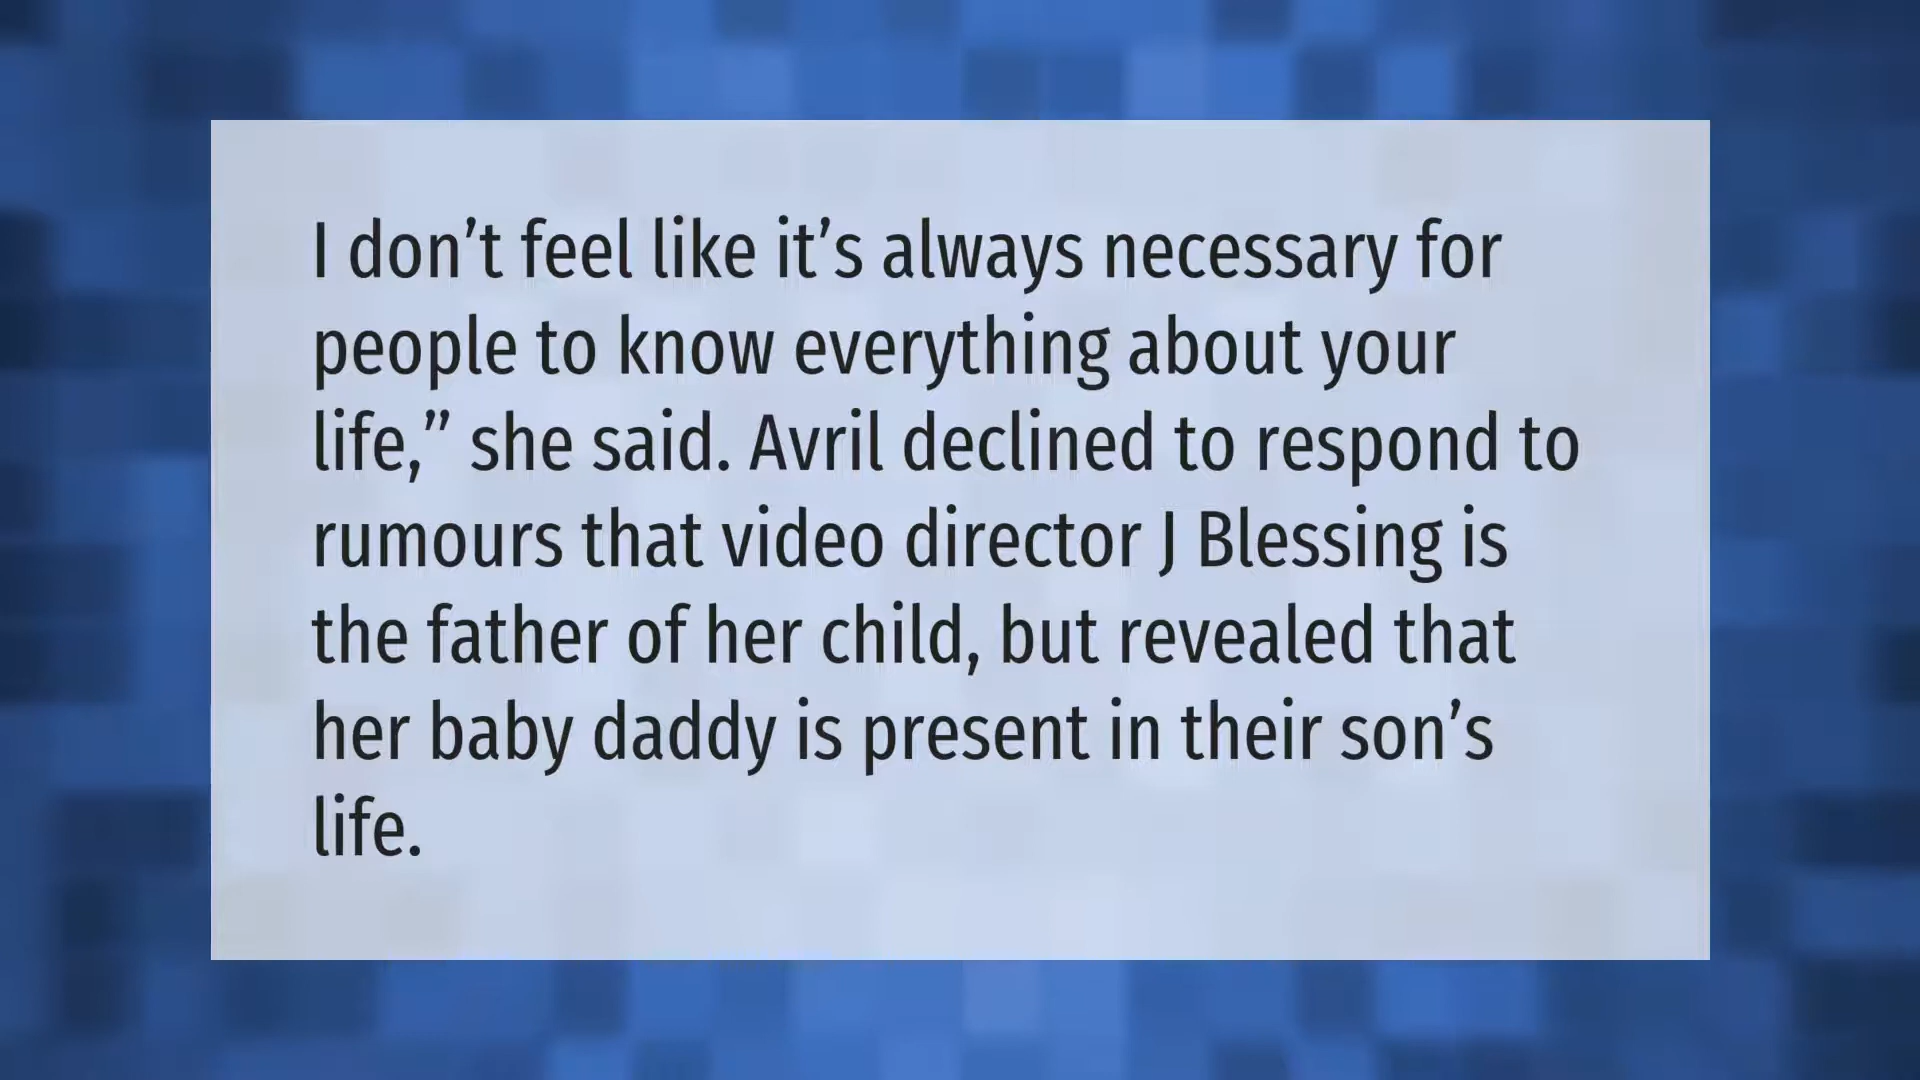 I don’t feel like it’s always necessary for
people to know everything about your
life,” she said. Avril declined to respond to
rumours that video director J Blessing is
the father of her child, but revealed that
her baby daddy is present in their son’s
life.